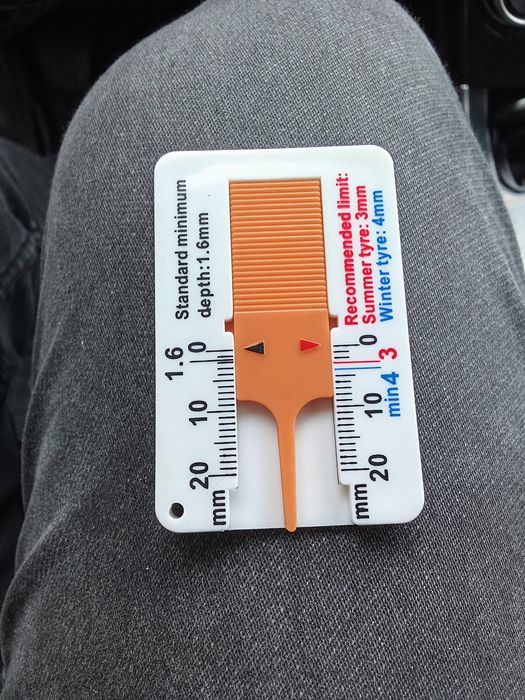 Standard minimum
depth:1.6mm
Recommended limit:
Summer tyre: 3mm
Winter tyre: 4mm
1.6
0
10
20
mm
0
3
min4
10
20
mm